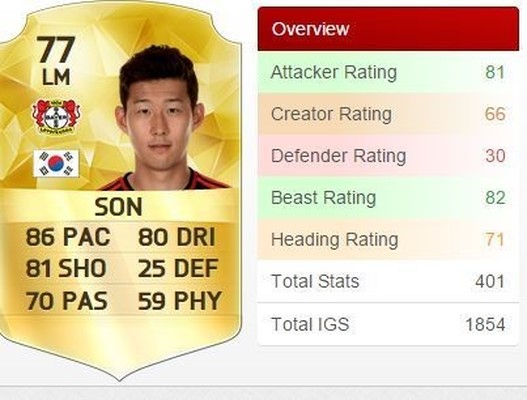 77
LM
BAYER
SON
86 PAC 80 DRI
81 SHO 25 DEF
70 PAS 59 PHY
Overview
Attacker Rating 81
Creator Rating 66
Defender Rating 30
Beast Rating 82
Heading Rating 71
Total Stats 401
Total IGS 1854